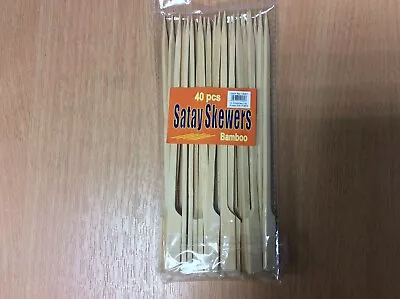 40 pcs
Satay Skewers
Bamboo